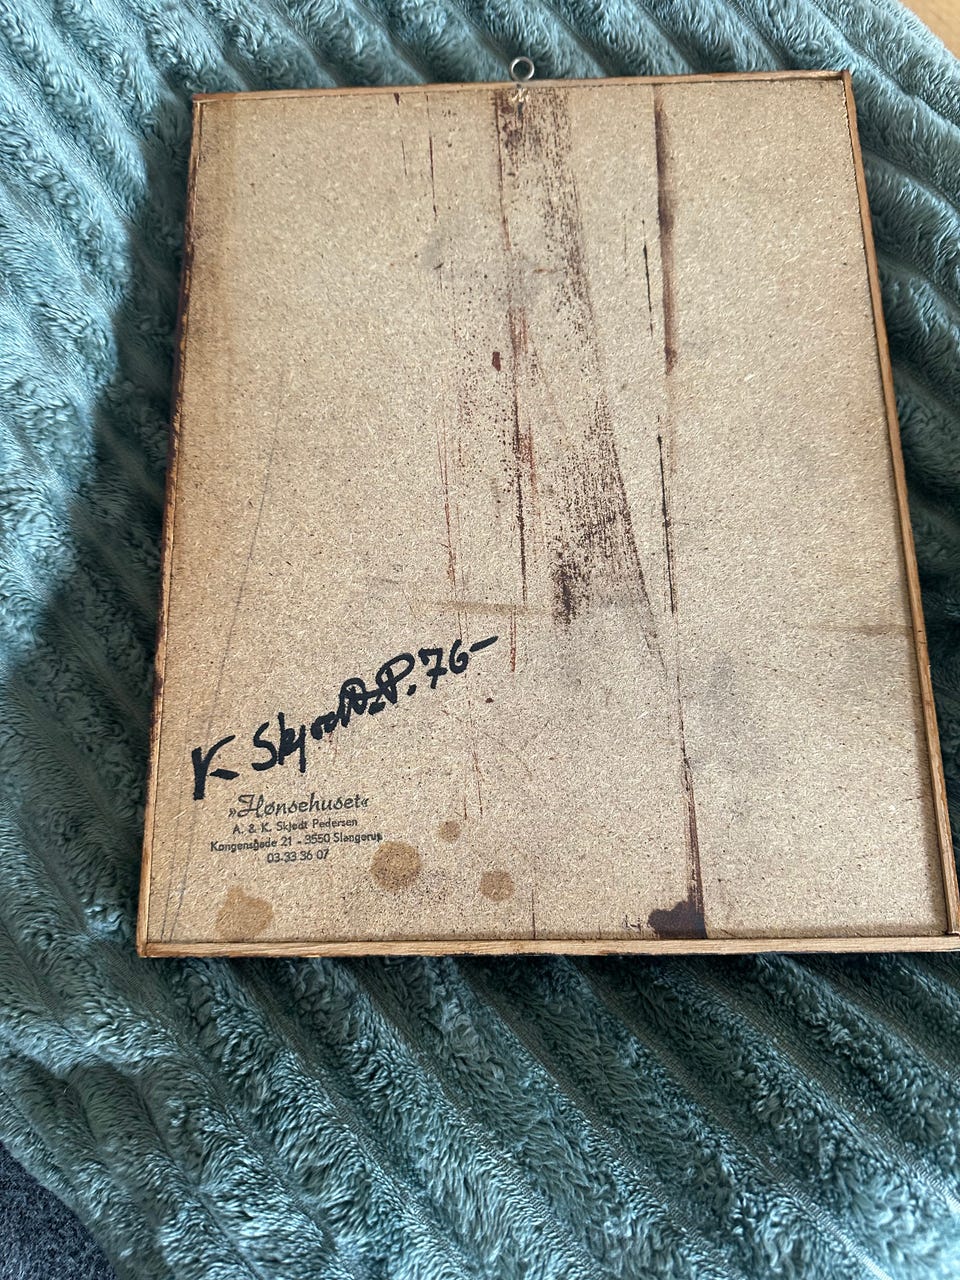 K Skjødt P. 76-
»Hønsehuset«
A. & K. Skjødt Pedersen
Kongensgade 21 - 3550 Slangerup
03-33 36 07